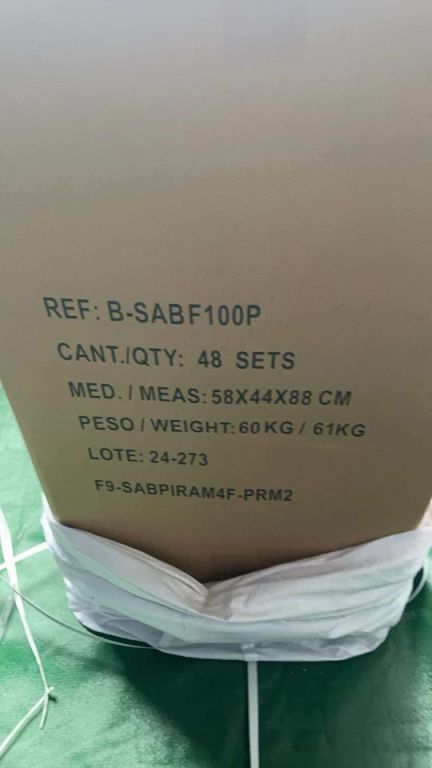 REF: B-SABF100P
CANT./QTY: 48 SETS
MED. / MEAS: 58X44X88 CM
PESO / WEIGHT: 60 KG / 61KG
LOTE: 24-273
F9-SABPIRAM4F-PRM2